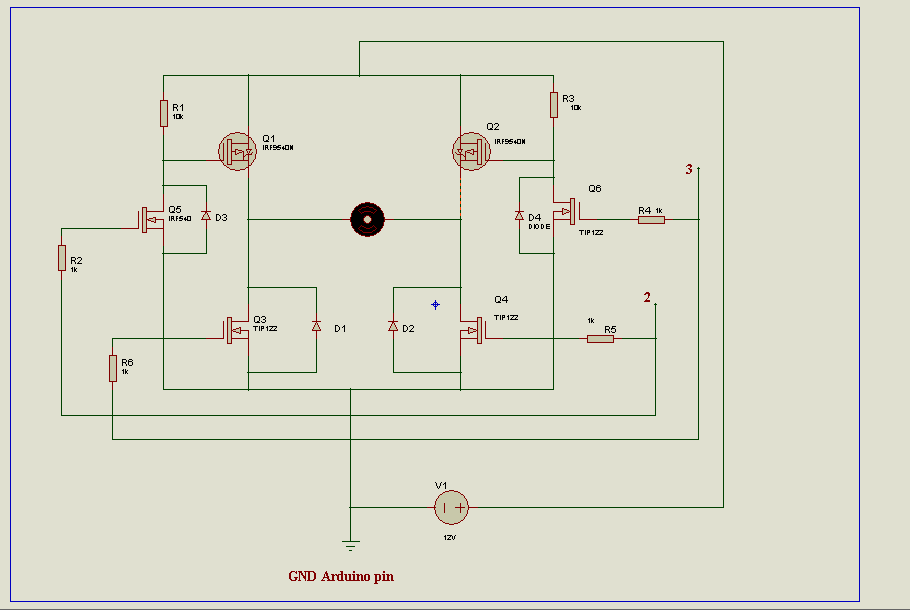 R1
10k
Q1
IRF9540N
Q2
IRF9540N
R3
10k
3
Q5
IRF540
D3
D4
DIODE
Q6
TIP122
R4 1k
R2
1k
2
Q3
TIP122
D1
D2
Q4
TIP122
1k
R5
R6
1k
V1
12V
GND Arduino pin